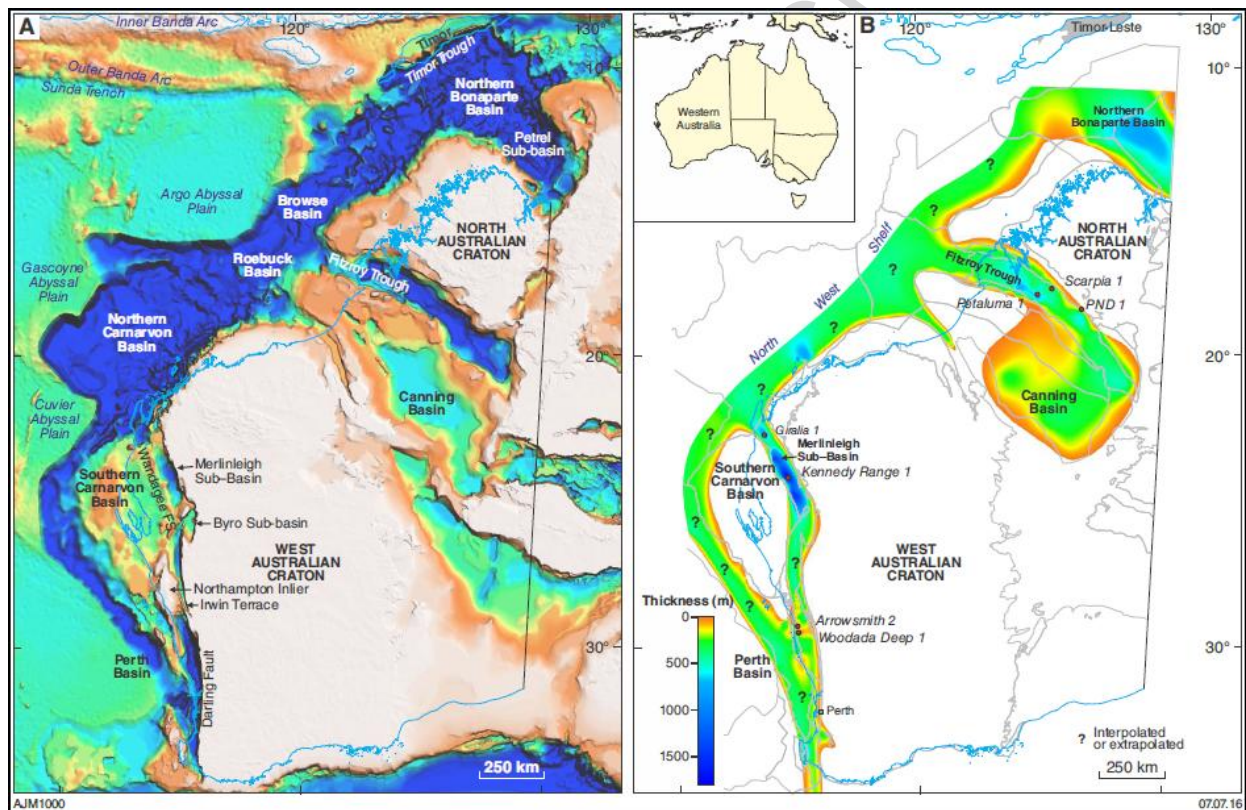 A
Inner Banda Arc
120°
130°
Timor
Timor Trough
Outer Banda Arc
Sunda Trench
10°
Northern
Bonaparte
Basin
Petrel
Sub-basin
Argo Abyssal
Plain
Browse
Basin
NORTH
AUSTRALIAN
CRATON
Roebuck
Basin
Fitzroy Trough
Gascoyne
Abyssal
Plain
Northern
Carnarvon
Basin
20°
Canning
Basin
Cuvier
Abyssal
Plain
Wandagee FS
Merlinleigh
Sub-Basin
Southern
Carnarvon
Basin
Byro Sub-basin
WEST
AUSTRALIAN
CRATON
Northampton Inlier
Irwin Terrace
30°
Perth
Basin
Darling Fault
250 km
AJM1000
Western
Australia
B
120°
130°
Timor-Leste
10°
Northern
Bonaparte Basin
?
?
North West Shelf
NORTH
AUSTRALIAN
CRATON
?
Fitzroy Trough
Scarpia 1
Petaluma 1
PND 1
?
20°
Canning
Basin
?
Giralia 1
?
Merlinleigh
Sub-Basin
Southern
Carnarvon
Basin
Kennedy Range 1
?
WEST
AUSTRALIAN
CRATON
?
Thickness (m)
0
500
1000
1500
?
Arrowsmith 2
Woodada Deep 1
30°
Perth
Basin
?
Perth
? Interpolated
or extrapolated
250 km
07.07.16